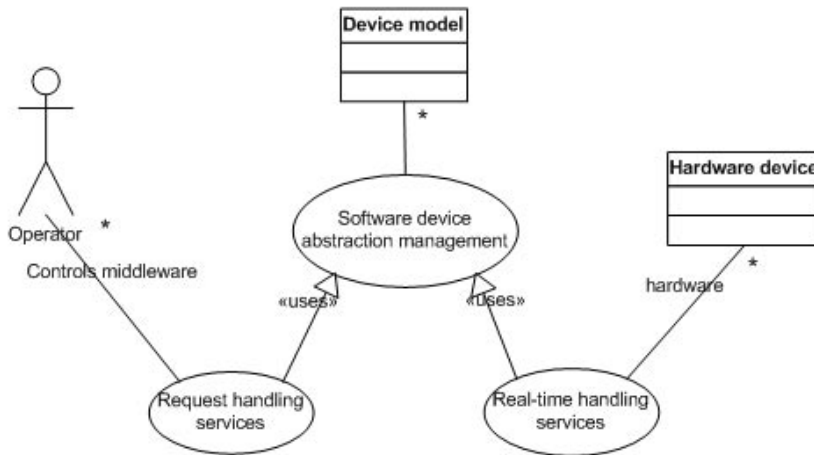 Device model
*
Hardware device
*
hardware
Operator
*
Controls middleware
Software device
abstraction management
«uses»
«uses»
Request handling
services
Real-time handling
services